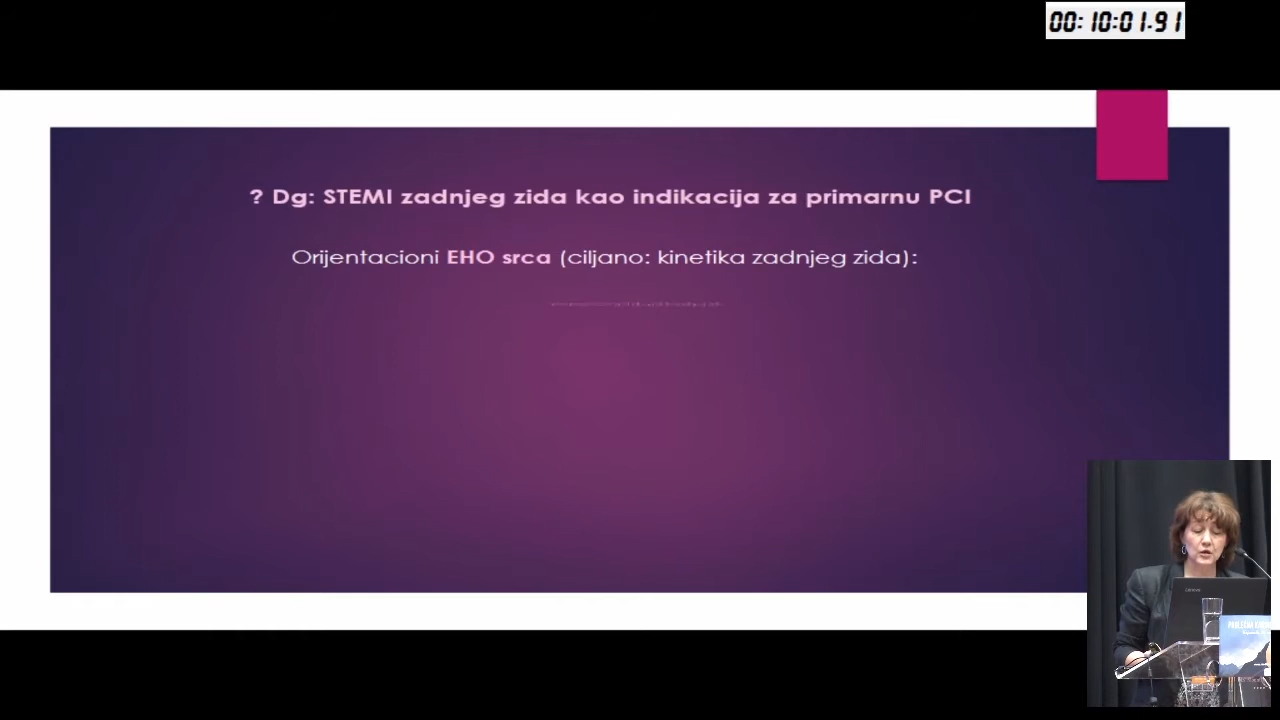 00:10:01.91
? Dg: STEMI zadnjeg zida kao indikacija za primarnu PCI
Orijentacioni EHO srca (ciljano: kinetika zadnjeg zida):